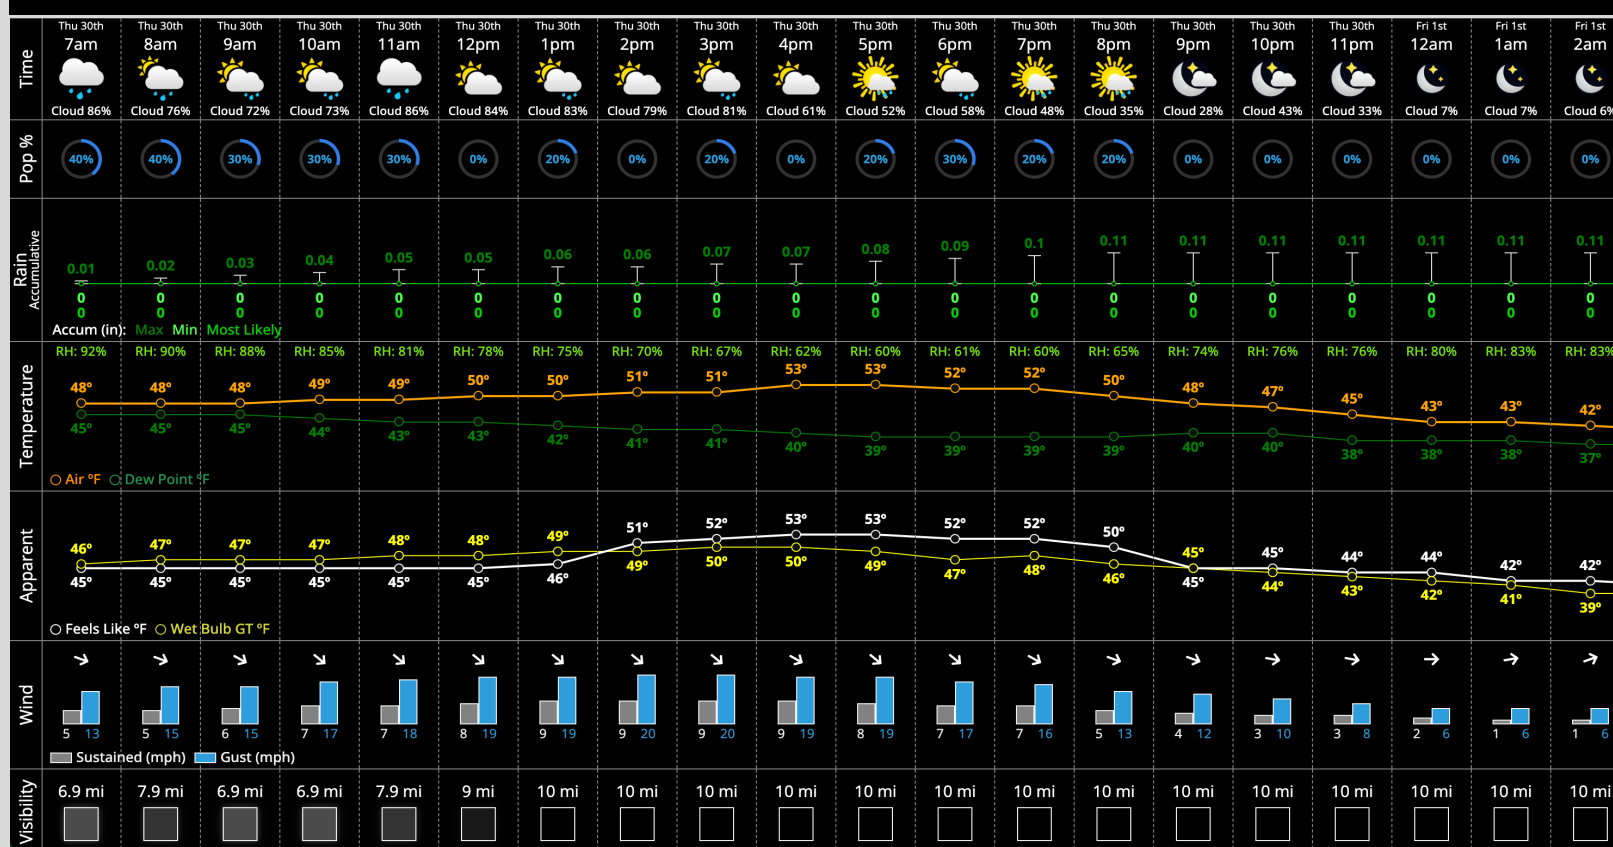 Thu 30th Thu 30th Thu 30th Thu 30th Thu 30th Thu 30th Thu 30th Thu 30th Thu 30th Thu 30th Thu 30th Thu 30th Thu 30th Thu 30th Thu 30th Thu 30th Thu 30th Fri 1st Fri 1st Fri 1st
Time
7am 8am 9am 10am 11am 12pm 1pm 2pm 3pm 4pm 5pm 6pm 7pm 8pm 9pm 10pm 11pm 12am 1am 2am
Cloud 86% Cloud 76% Cloud 72% Cloud 73% Cloud 86% Cloud 84% Cloud 83% Cloud 79% Cloud 81% Cloud 61% Cloud 52% Cloud 58% Cloud 48% Cloud 35% Cloud 28% Cloud 43% Cloud 33% Cloud 7% Cloud 7% Cloud 6%
Pop %
40% 40% 30% 30% 30% 0% 20% 0% 20% 0% 20% 30% 20% 20% 0% 0% 0% 0% 0% 0%
Rain
Accumulative
0.01 0.02 0.03 0.04 0.05 0.05 0.06 0.06 0.07 0.07 0.08 0.09 0.1 0.11 0.11 0.11 0.11 0.11 0.11 0.11
0 0 0 0 0 0 0 0 0 0 0 0 0 0 0 0 0 0 0 0
0 0 0 0 0 0 0 0 0 0 0 0 0 0 0 0 0 0 0 0
Accum (in): Max Min Most Likely
Temperature
RH: 92% RH: 90% RH: 88% RH: 85% RH: 81% RH: 78% RH: 75% RH: 70% RH: 67% RH: 62% RH: 60% RH: 61% RH: 60% RH: 65% RH: 74% RH: 76% RH: 76% RH: 80% RH: 83% RH: 83%
48° 48° 48° 49° 49° 50° 50° 51° 51° 53° 53° 52° 52° 50° 48° 47° 45° 43° 43° 42°
45° 45° 45° 44° 43° 43° 42° 41° 41° 40° 39° 39° 39° 39° 40° 40° 38° 38° 38° 37°
Air °F Dew Point °F
Apparent
46° 47° 47° 47° 48° 48° 49° 51° 52° 53° 53° 52° 52° 50° 45° 45° 44° 44° 42° 42°
45° 45° 45° 45° 45° 45° 46° 49° 50° 50° 49° 47° 48° 46° 45° 44° 43° 42° 41° 39°
Feels Like °F Wet Bulb GT °F
Wind
5 13 5 15 6 15 7 17 7 18 8 19 9 19 9 20 9 20 9 19 8 19 7 17 7 16 5 13 4 12 3 10 3 8 2 6 1 6 1 6
Sustained (mph) Gust (mph)
Visibility
6.9 mi 7.9 mi 6.9 mi 6.9 mi 7.9 mi 9 mi 10 mi 10 mi 10 mi 10 mi 10 mi 10 mi 10 mi 10 mi 10 mi 10 mi 10 mi 10 mi 10 mi 10 mi